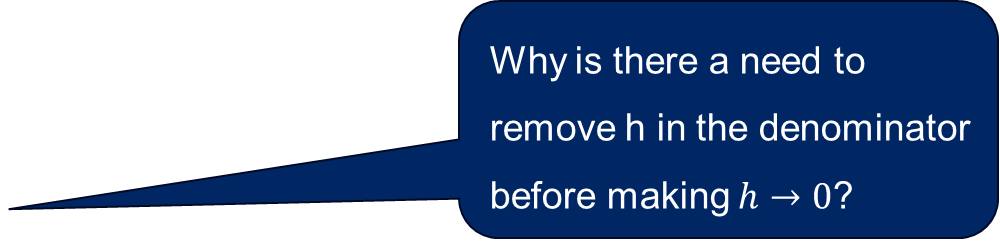 Why is there a need to
remove h in the denominator
before making ℎ → 0?